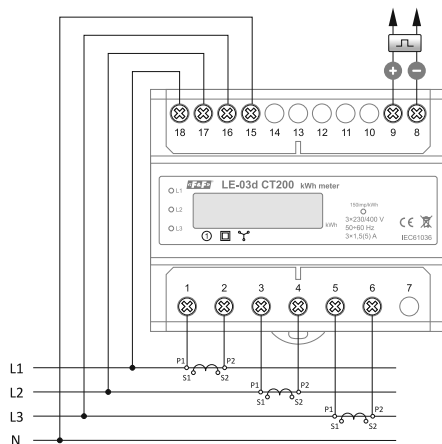 + −
18 17 16 15 14 13 12 11 10 9 8
L1
L2
L3
F&F LE-03d CT200 kWh meter
kWh
1
150imp/kWh
3×230/400 V
50÷60 Hz
3×1,5(5) A
CE
IEC61036
1 2 3 4 5 6 7
L1
P1 P2
S1 S2
L2
P1 P2
S1 S2
L3
P1 P2
S1 S2
N